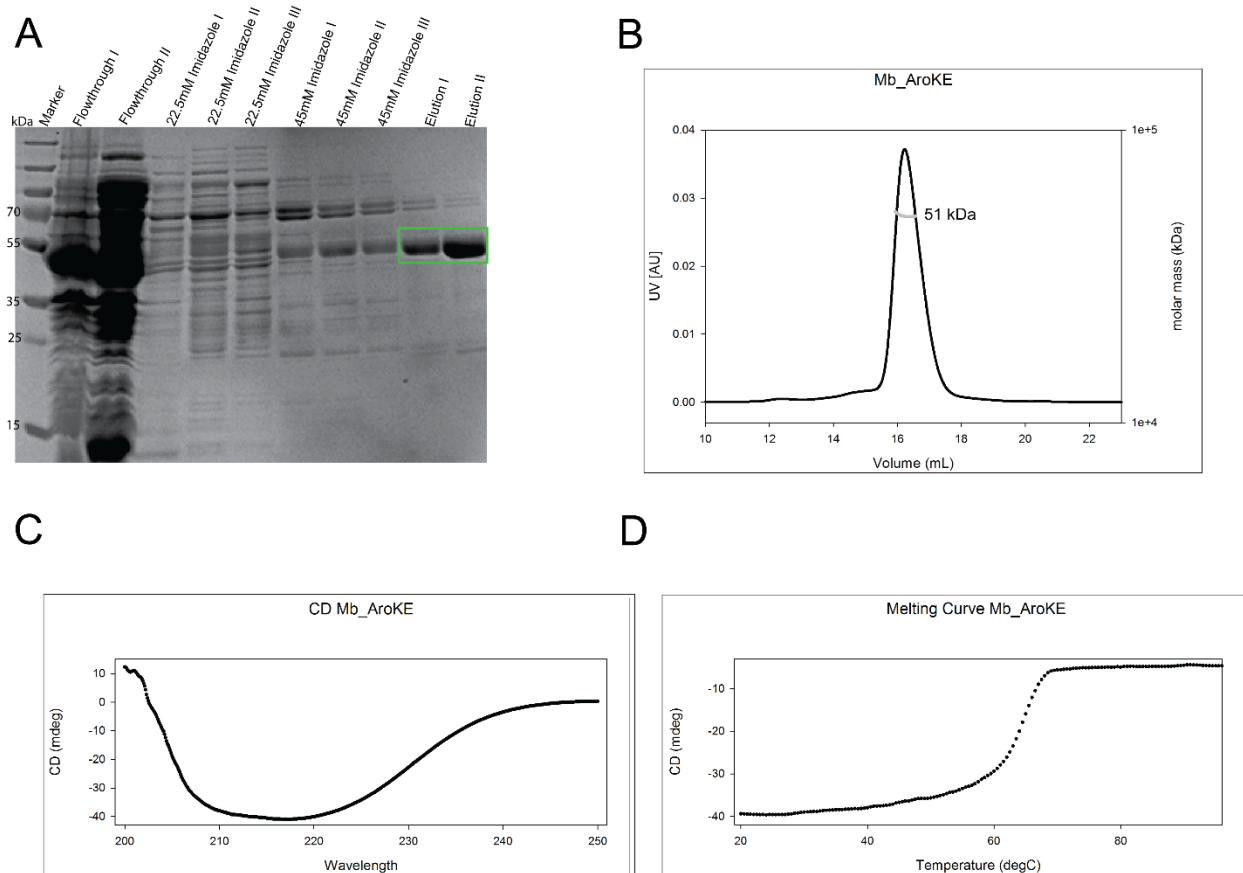 A
Marker
Flowthrough I
Flowthrough II
22.5mM Imidazole I
22.5mM Imidazole II
22.5mM Imidazole III
45mM Imidazole I
45mM Imidazole II
45mM Imidazole III
Elution I
Elution II
kDa
70
55
35
25
15
B
Mb_AroKE
0.04
0.03
0.02
0.01
0.00
UV [AU]
51 kDa
1e+5
1e+4
molar mass (kDa)
10 12 14 16 18 20 22
Volume (mL)
C
CD Mb_AroKE
10
0
-10
-20
-30
-40
CD (mdeg)
200 210 220 230 240 250
Wavelength
D
Melting Curve Mb_AroKE
-10
-20
-30
-40
CD (mdeg)
20 40 60 80
Temperature (degC)